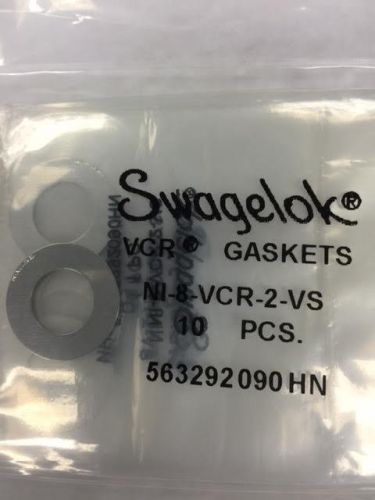 Swagelok®
VCR® GASKETS
NI-8-VCR-2-VS
10 PCS.
563292090HN